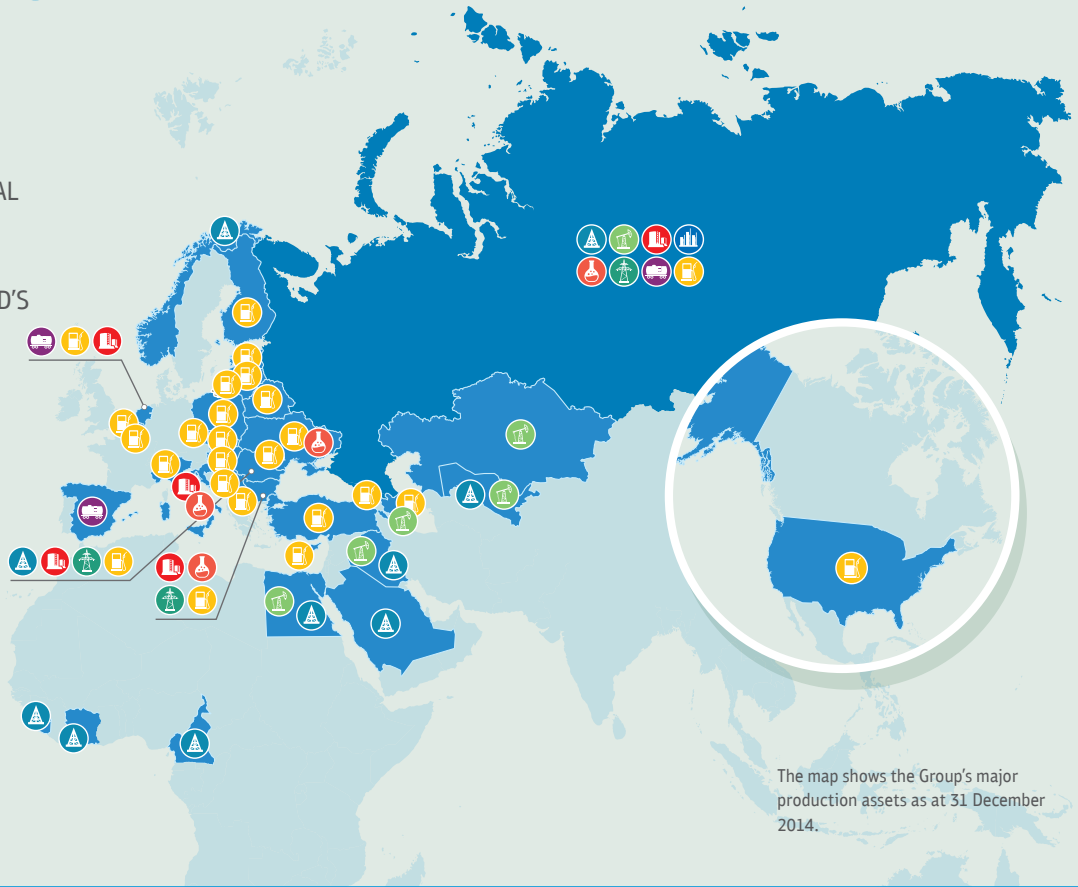 AL
D'S
The map shows the Group's major
production assets as at 31 December
2014.